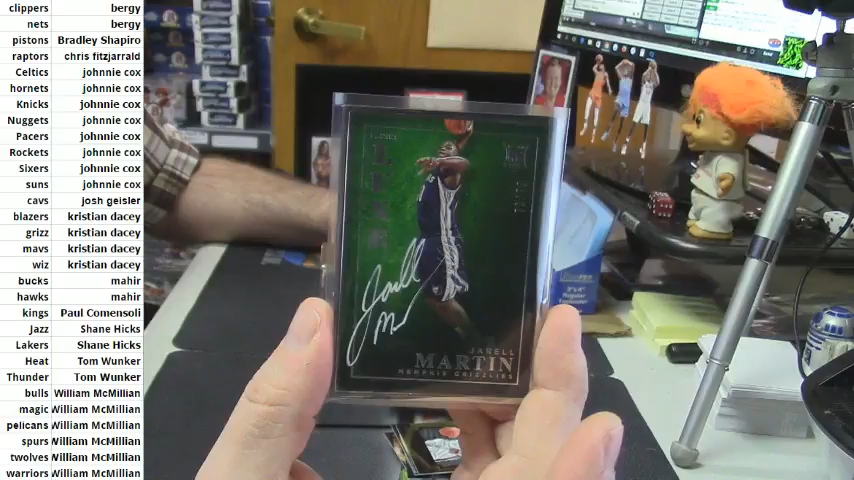 clippers bergy
nets bergy
pistons Bradley Shapiro
raptors chris fitzjarrald
Celtics johnnie cox
hornets johnnie cox
Knicks johnnie cox
Nuggets johnnie cox
Pacers johnnie cox
Rockets johnnie cox
Sixers johnnie cox
suns johnnie cox
cavs josh geisler
blazers kristian dacey
grizz kristian dacey
mavs kristian dacey
wiz kristian dacey
bucks mahir
hawks mahir
kings Paul Comensoli
Jazz Shane Hicks
Lakers Shane Hicks
Heat Tom Wunker
Thunder Tom Wunker
bulls William McMillian
magic William McMillian
pelicans William McMillian
spurs William McMillian
twolves William McMillian
warriors William McMillian
Jarell
JARELL
MARTIN
MEMPHIS GRIZZLIES